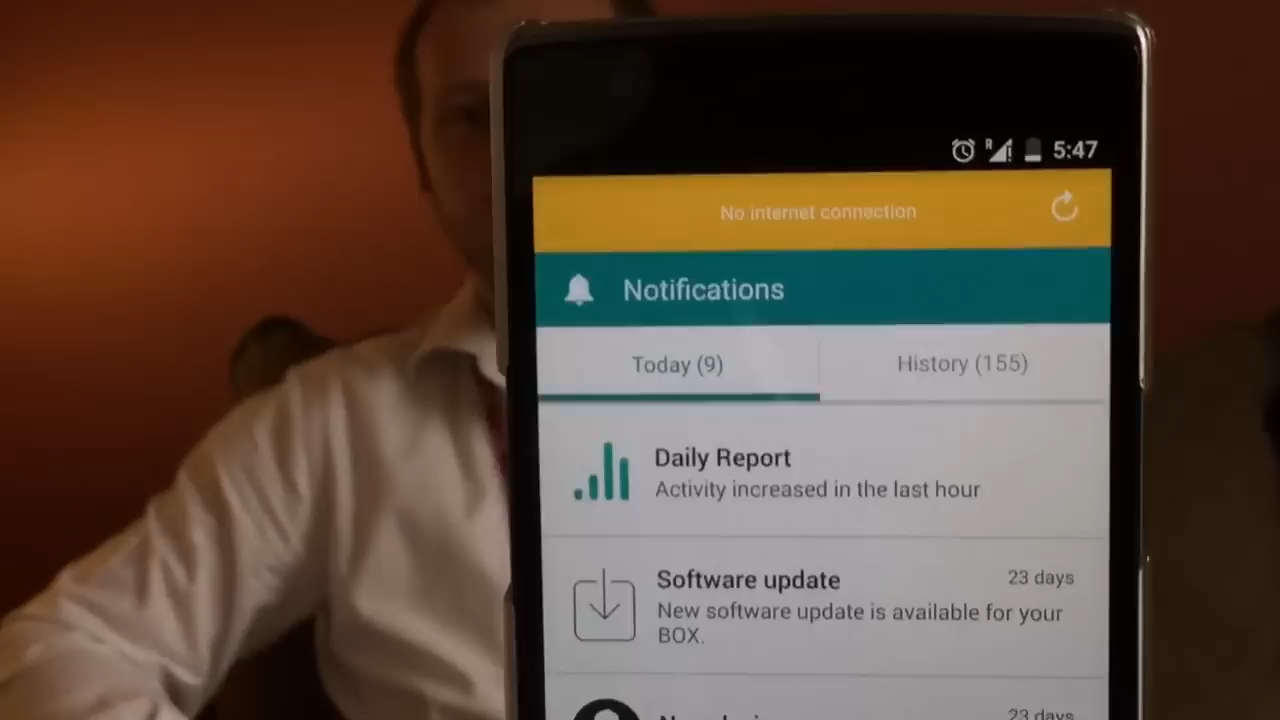 R 5:47
No internet connection
Notifications
Today (9)
History (155)
Daily Report
Activity increased in the last hour
Software update
23 days
New software update is available for your
BOX.
23 days